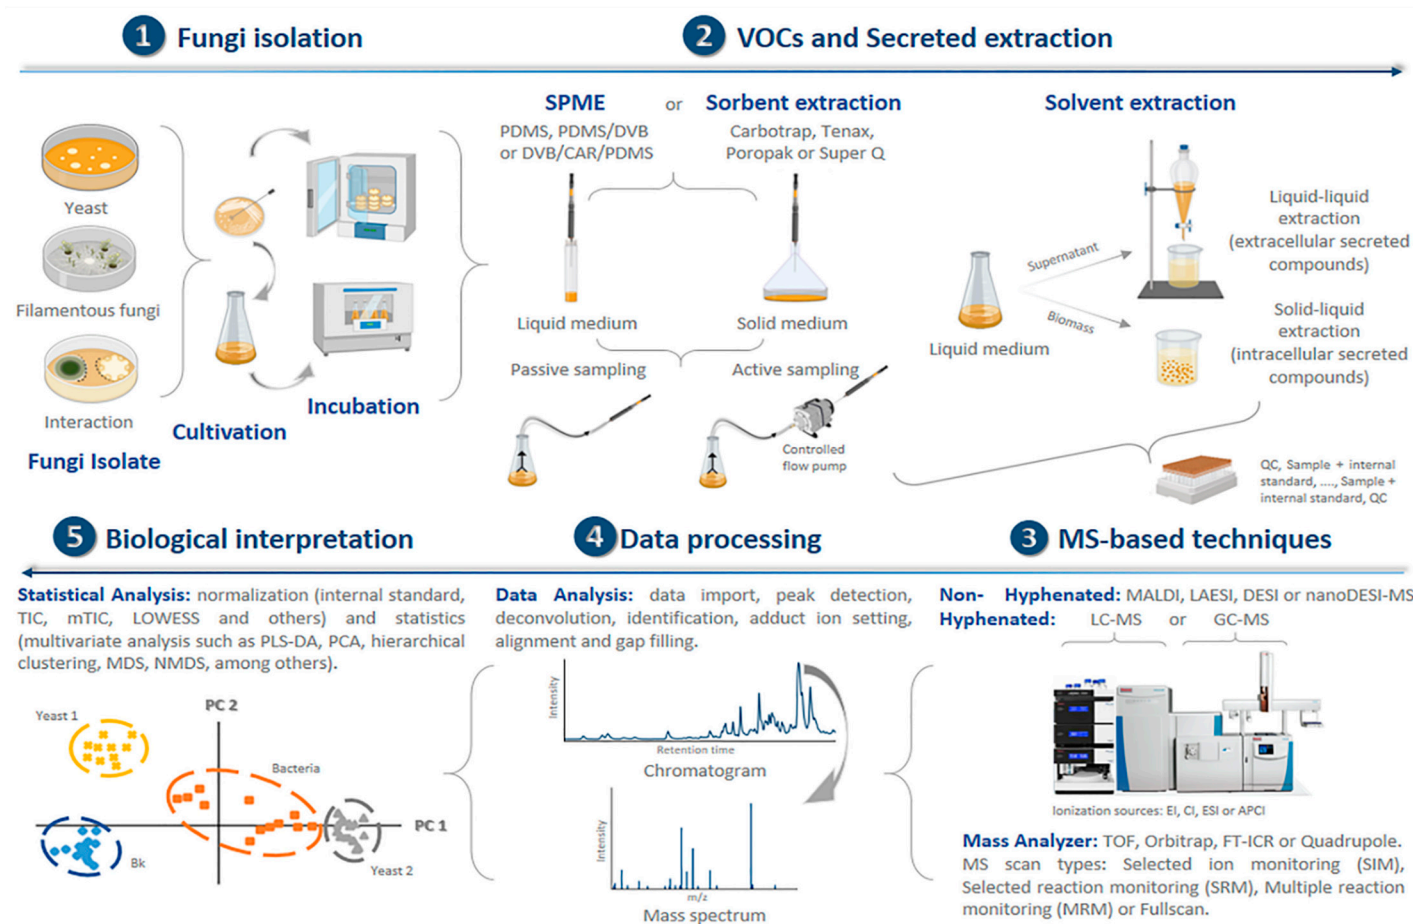 1 Fungi isolation
2 VOCs and Secreted extraction
Yeast
Filamentous fungi
Interaction
Fungi Isolate
Cultivation
Incubation
SPME or Sorbent extraction
PDMS, PDMS/DVB
or DVB/CAR/PDMS
Carbotrap, Tenax,
Poropak or Super Q
Liquid medium
Solid medium
Passive sampling
Active sampling
Controlled
flow pump
Solvent extraction
Supernatant
Biomass
Liquid medium
Liquid-liquid
extraction
(extracellular secreted
compounds)
Solid-liquid
extraction
(intracellular secreted
compounds)
QC, Sample + internal
standard, ...., Sample +
internal standard, QC
5 Biological interpretation
4 Data processing
3 MS-based techniques
Statistical Analysis: normalization (internal standard,
TIC, mTIC, LOWESS and others) and statistics
(multivariate analysis such as PLS-DA, PCA, hierarchical
clustering, MDS, NMDS, among others).
PC 2
Yeast 1
Bacteria
PC 1
Bk
Yeast 2
Data Analysis: data import, peak detection,
deconvolution, identification, adduct ion setting,
alignment and gap filling.
Intensity
Retention time
Chromatogram
Intensity
m/z
Mass spectrum
Non- Hyphenated: MALDI, LAESI, DESI or nanoDESI-MS
Hyphenated: LC-MS or GC-MS
Ionization sources: EI, CI, ESI or APCI
Mass Analyzer: TOF, Orbitrap, FT-ICR or Quadrupole.
MS scan types: Selected ion monitoring (SIM),
Selected reaction monitoring (SRM), Multiple reaction
monitoring (MRM) or Fullscan.